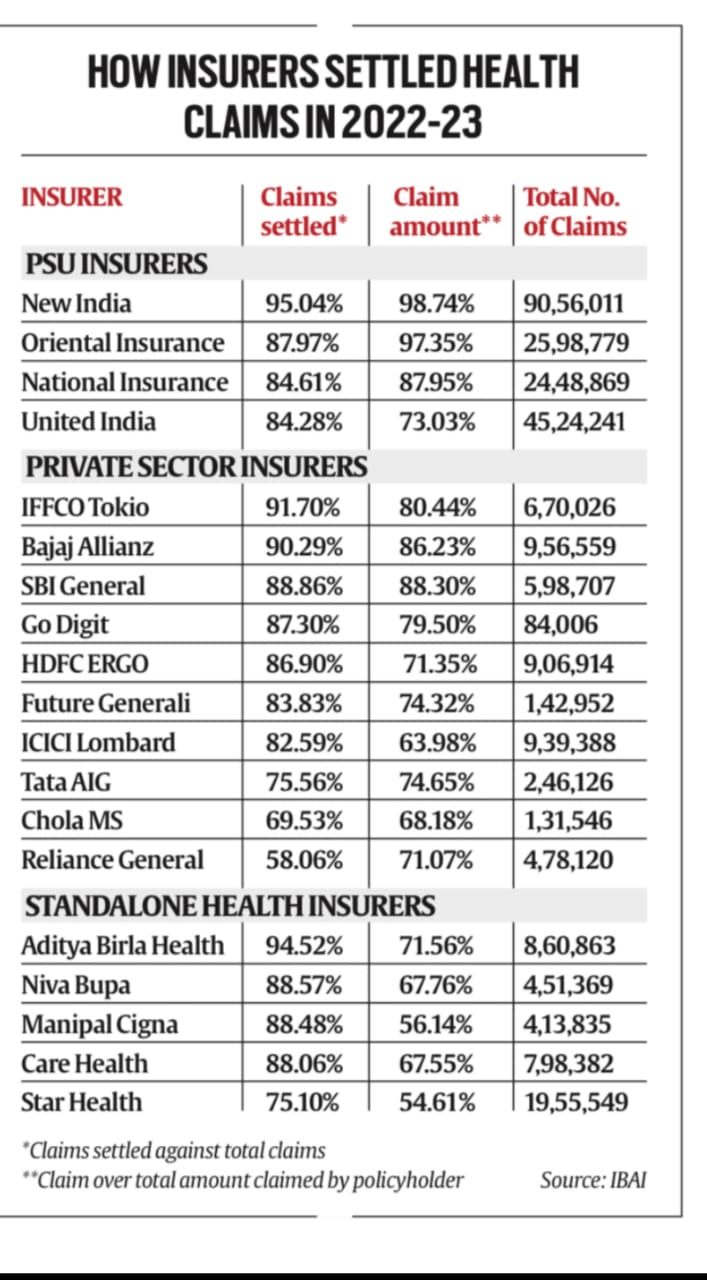 HOW INSURERS SETTLED HEALTH
CLAIMS IN 2022-23
INSURER Claims settled* Claim amount** Total No. of Claims
PSU INSURERS
New India 95.04% 98.74% 90,56,011
Oriental Insurance 87.97% 97.35% 25,98,779
National Insurance 84.61% 87.95% 24,48,869
United India 84.28% 73.03% 45,24,241
PRIVATE SECTOR INSURERS
IFFCO Tokio 91.70% 80.44% 6,70,026
Bajaj Allianz 90.29% 86.23% 9,56,559
SBI General 88.86% 88.30% 5,98,707
Go Digit 87.30% 79.50% 84,006
HDFC ERGO 86.90% 71.35% 9,06,914
Future Generali 83.83% 74.32% 1,42,952
ICICI Lombard 82.59% 63.98% 9,39,388
Tata AIG 75.56% 74.65% 2,46,126
Chola MS 69.53% 68.18% 1,31,546
Reliance General 58.06% 71.07% 4,78,120
STANDALONE HEALTH INSURERS
Aditya Birla Health 94.52% 71.56% 8,60,863
Niva Bupa 88.57% 67.76% 4,51,369
Manipal Cigna 88.48% 56.14% 4,13,835
Care Health 88.06% 67.55% 7,98,382
Star Health 75.10% 54.61% 19,55,549
*Claims settled against total claims
**Claim over total amount claimed by policyholder Source: IBAI